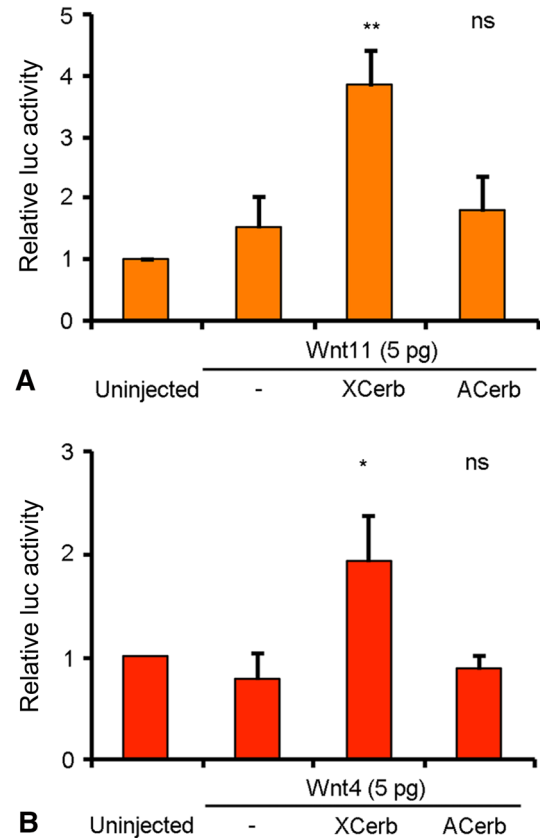 5
4
3
2
1
0
Relative luc activity
**
ns
Wnt11 (5 pg)
Uninjected - XCerb ACerb
A
3
2
1
0
Relative luc activity
*
ns
Wnt4 (5 pg)
Uninjected - XCerb ACerb
B